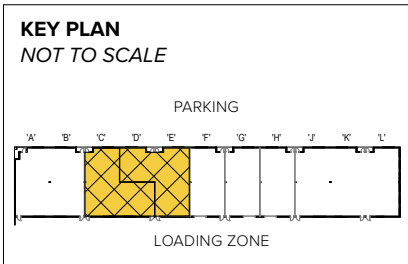 KEY PLAN
NOT TO SCALE
PARKING
'A' 'B' 'C' 'D' 'E' 'F' 'G' 'H' 'J' 'K' 'L'
LOADING ZONE